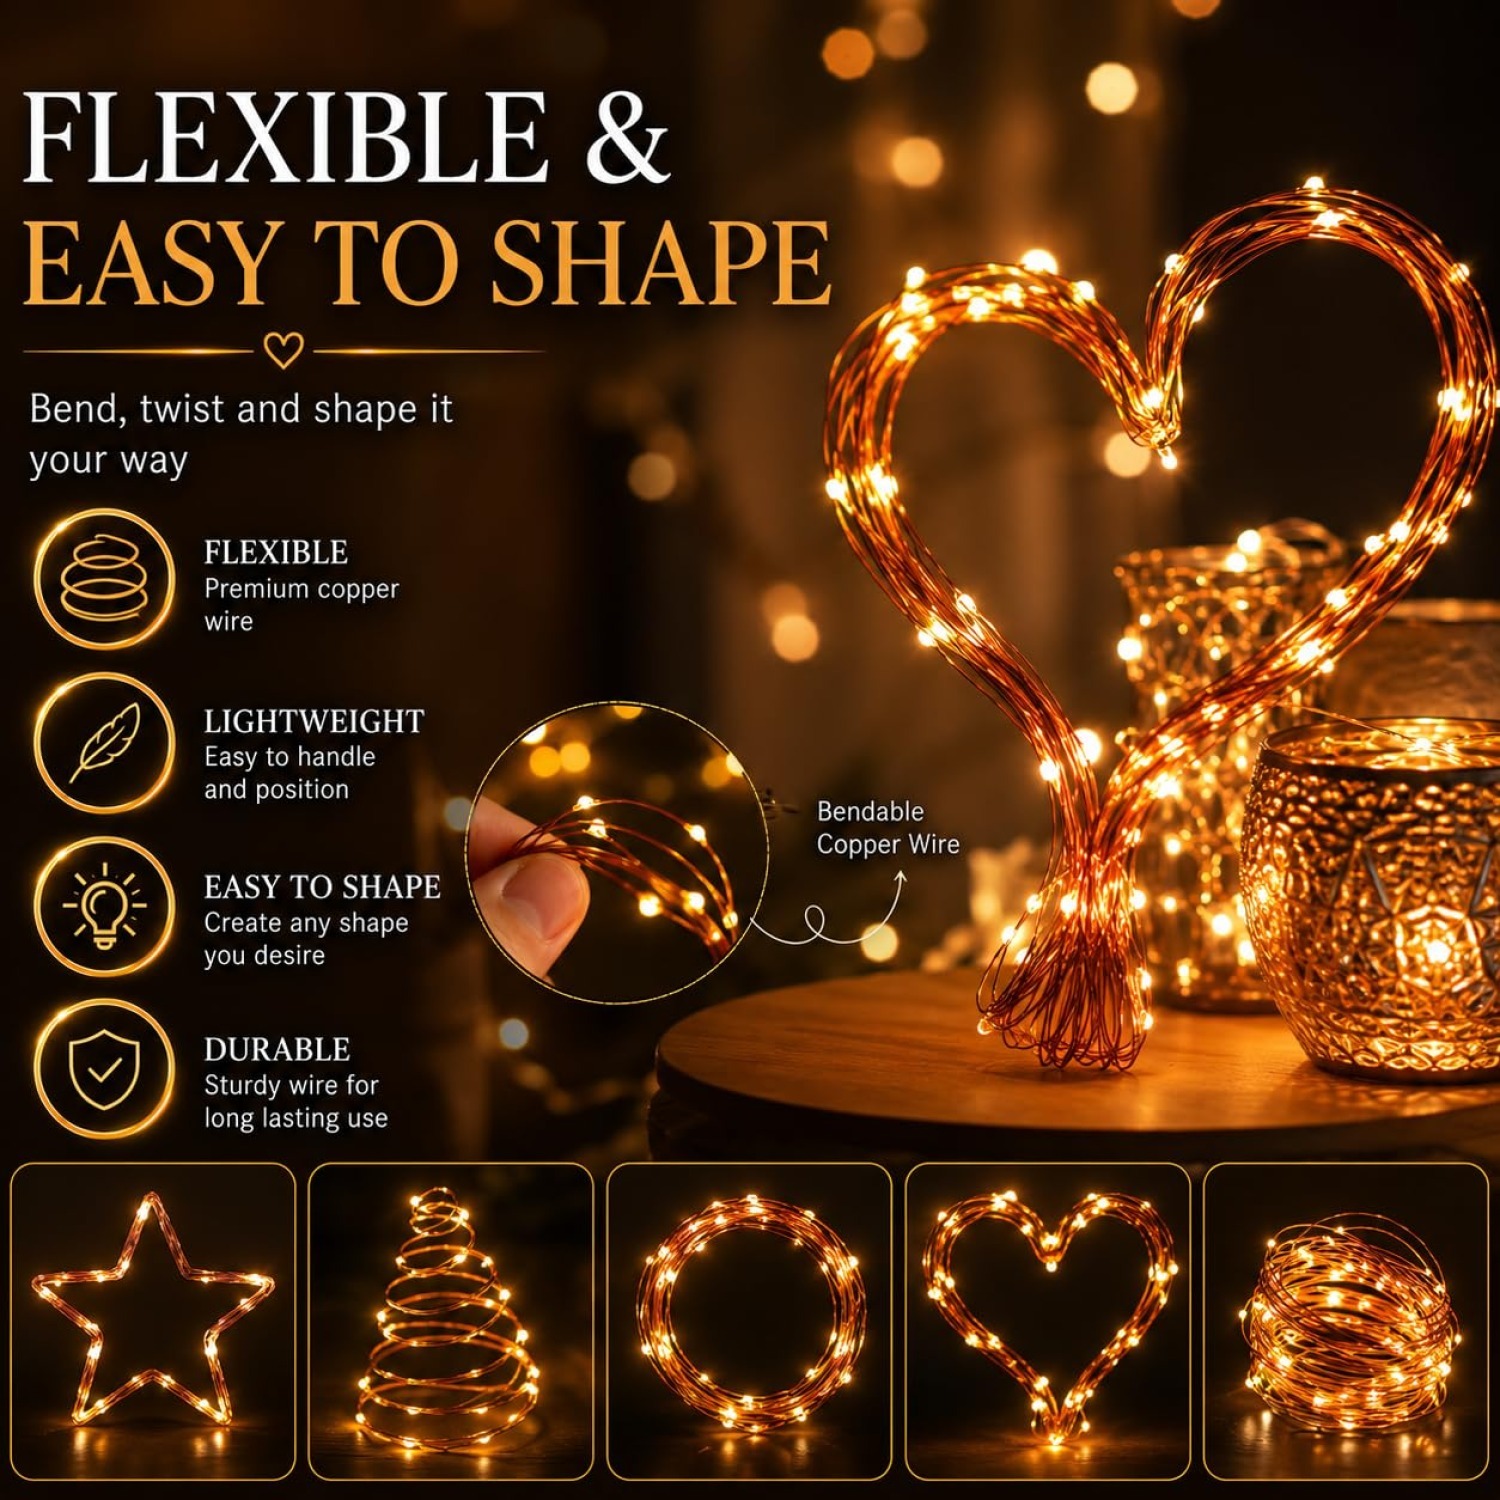 FLEXIBLE &
EASY TO SHAPE
Bend, twist and shape it
your way
FLEXIBLE
Premium copper
wire
LIGHTWEIGHT
Easy to handle
and position
EASY TO SHAPE
Create any shape
you desire
DURABLE
Sturdy wire for
long lasting use
Bendable
Copper Wire